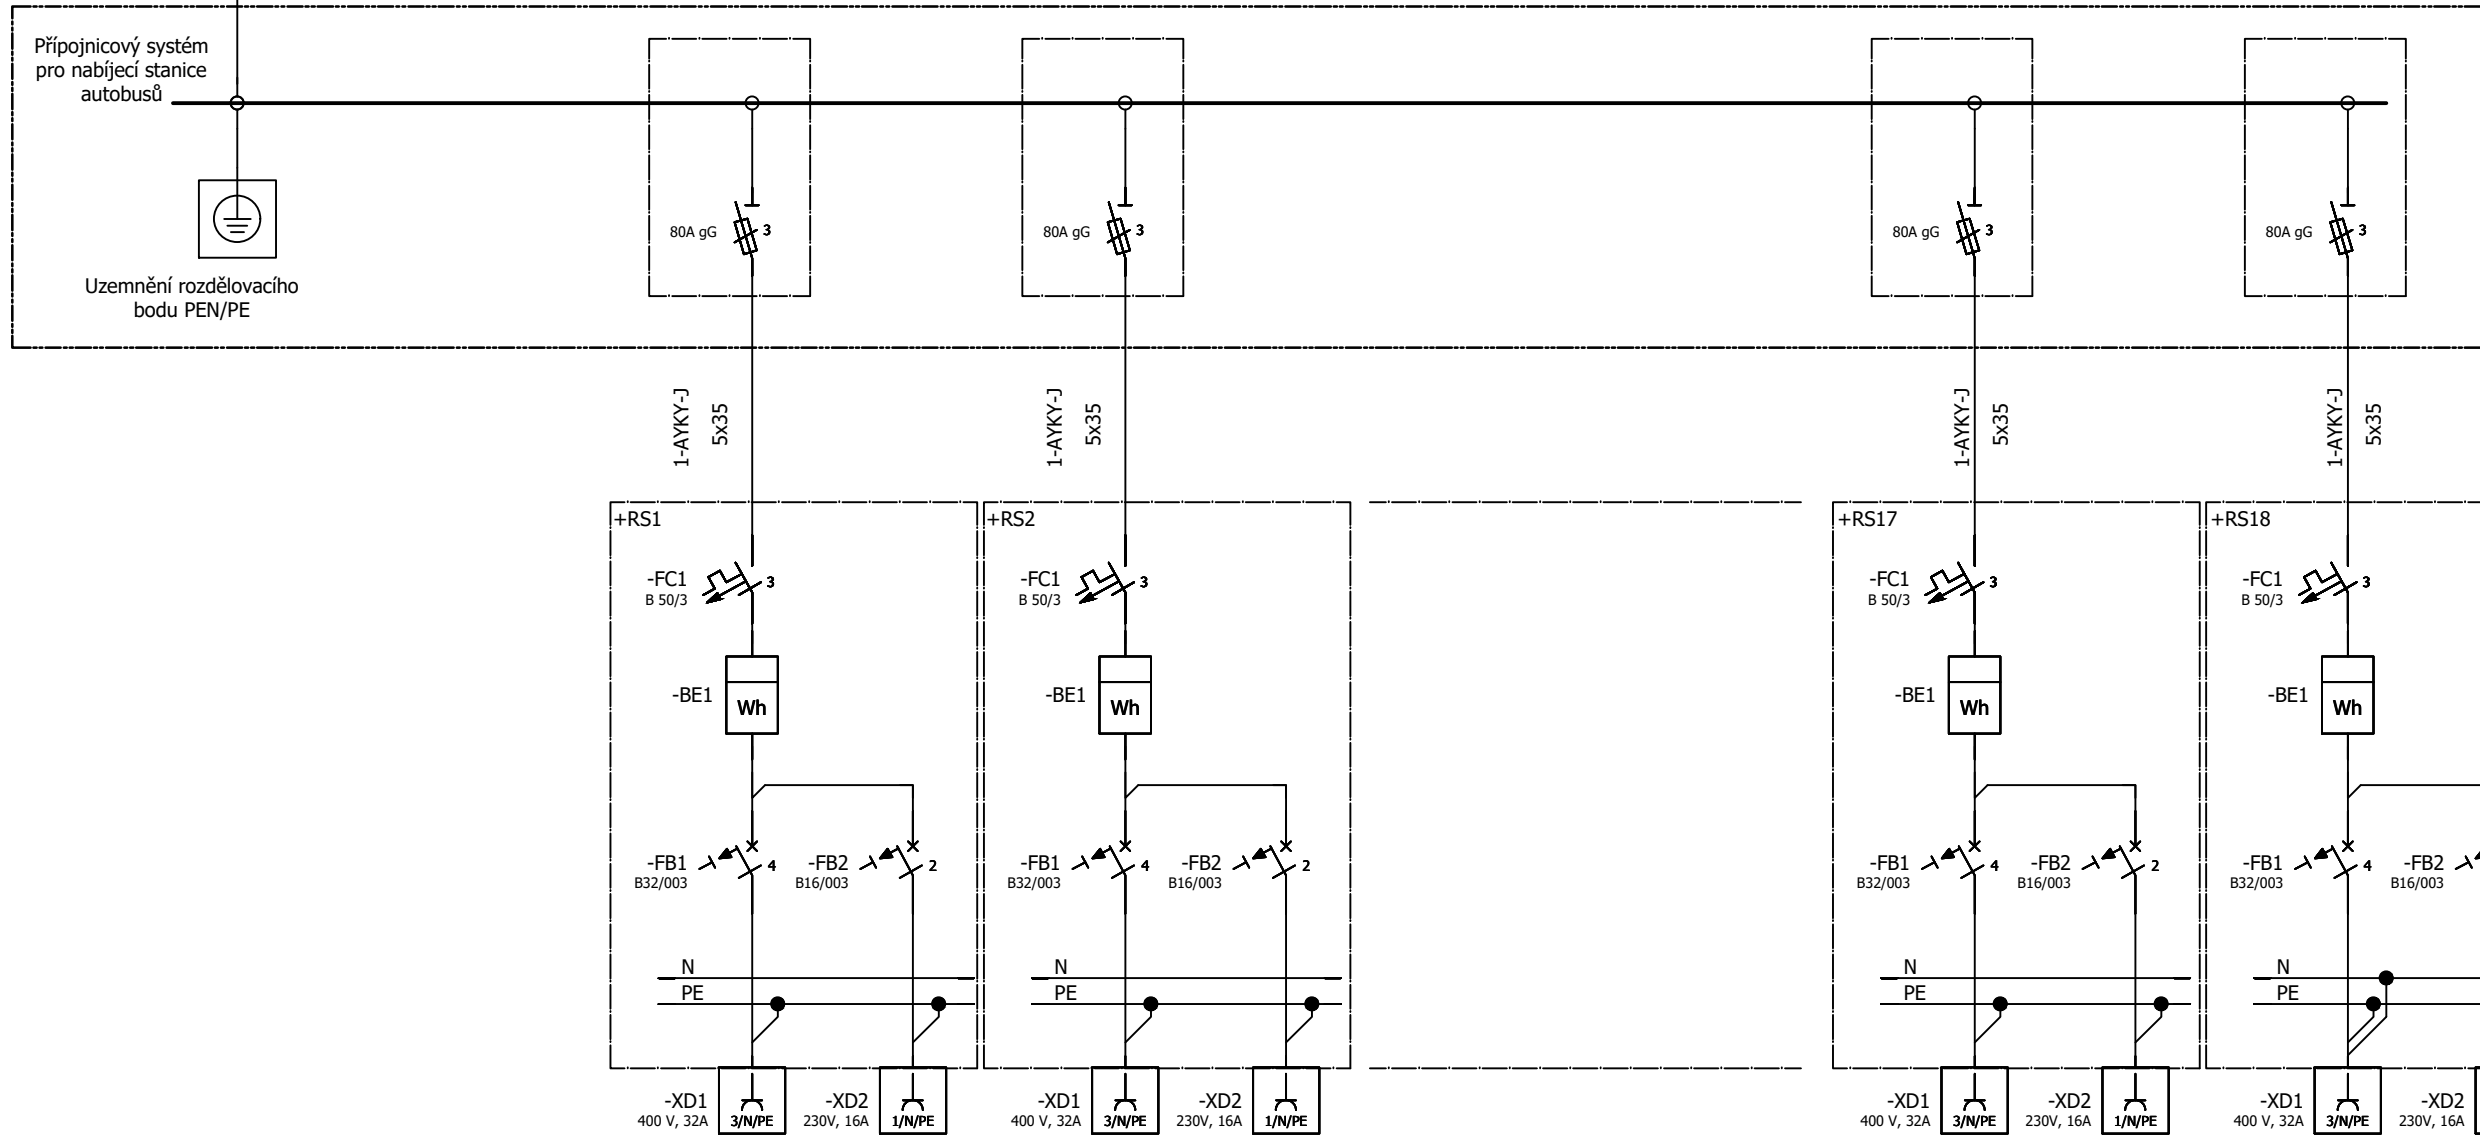 Přípojnicový systém
pro nabíjecí stanice
autobusů
Uzemnění rozdělovacího
bodu PEN/PE
80A gG 3
80A gG 3
80A gG 3
80A gG 3
1-AYKY-J
5x35
1-AYKY-J
5x35
1-AYKY-J
5x35
1-AYKY-J
5x35
+RS1
-FC1
B 50/3
3
-BE1
Wh
-FB1
B32/003
4
-FB2
B16/003
2
N
PE
-XD1
400 V, 32A
3/N/PE
-XD2
230V, 16A
1/N/PE
+RS2
-FC1
B 50/3
3
-BE1
Wh
-FB1
B32/003
4
-FB2
B16/003
2
N
PE
-XD1
400 V, 32A
3/N/PE
-XD2
230V, 16A
1/N/PE
+RS17
-FC1
B 50/3
3
-BE1
Wh
-FB1
B32/003
4
-FB2
B16/003
2
N
PE
-XD1
400 V, 32A
3/N/PE
-XD2
230V, 16A
1/N/PE
+RS18
-FC1
B 50/3
3
-BE1
Wh
-FB1
B32/003
4
-FB2
B16/003
N
PE
-XD1
400 V, 32A
3/N/PE
-XD2
230V, 16A